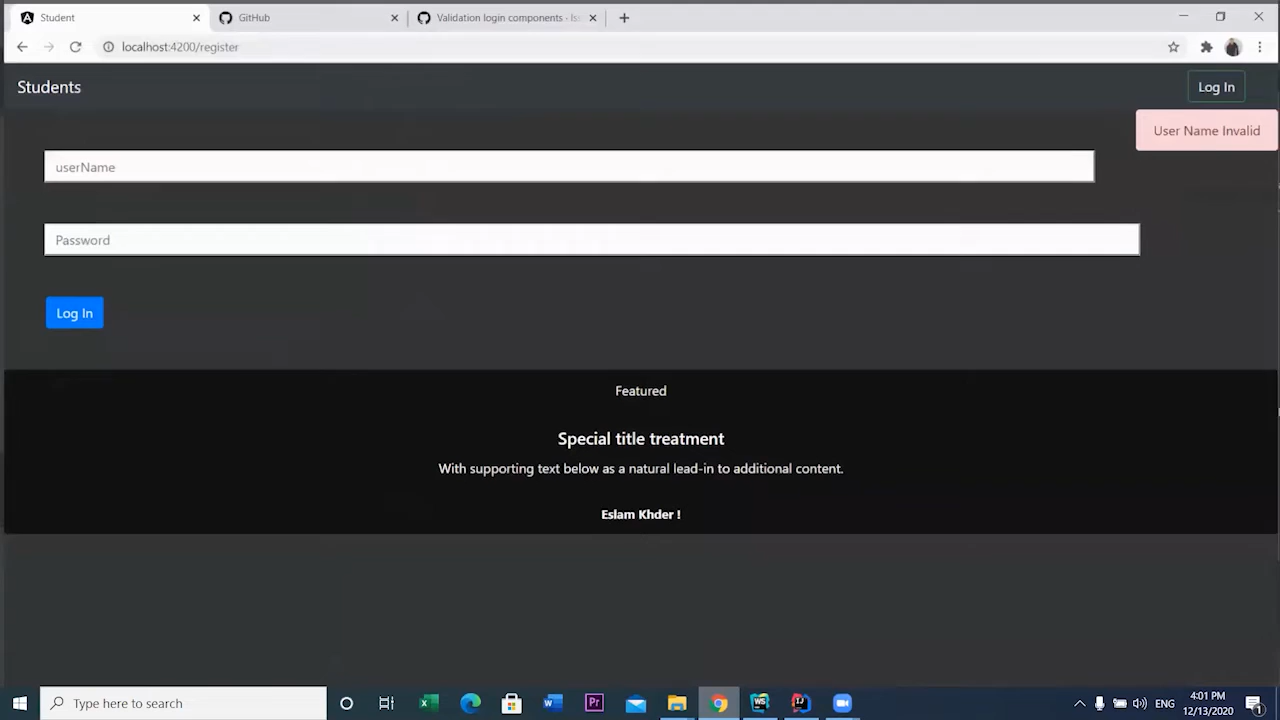 Student
GitHub
Validation login components · Is
localhost:4200/register
Students
Log In
User Name Invalid
userName
Password
Log In
Featured
Special title treatment
With supporting text below as a natural lead-in to additional content.
Eslam Khder !
Type here to search
ENG
4:01 PM
12/13/2020